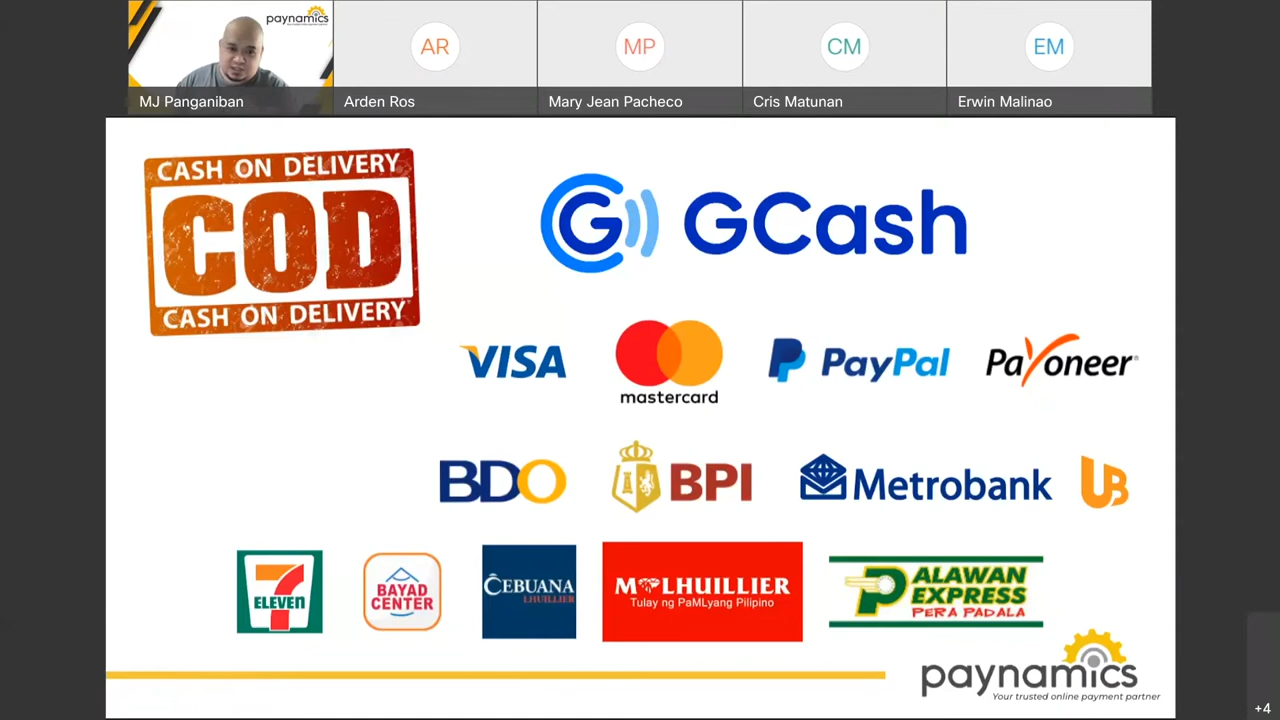 paynamics
AR
MP
CM
EM
MJ Panganiban
Arden Ros
Mary Jean Pacheco
Cris Matunan
Erwin Malinao
CASH ON DELIVERY
COD
CASH ON DELIVERY
G GCash
VISA
mastercard
PayPal
Payoneer®
BDO
BPI
Metrobank
UB
7
ELEVEN
BAYAD
CENTER
CEBUANA
LHUILLIER
M LHUILLIER
Tulay ng PaMLyang Pilipino
PALAWAN
EXPRESS
PERA PADALA
paynamics
Your trusted online payment partner
+4